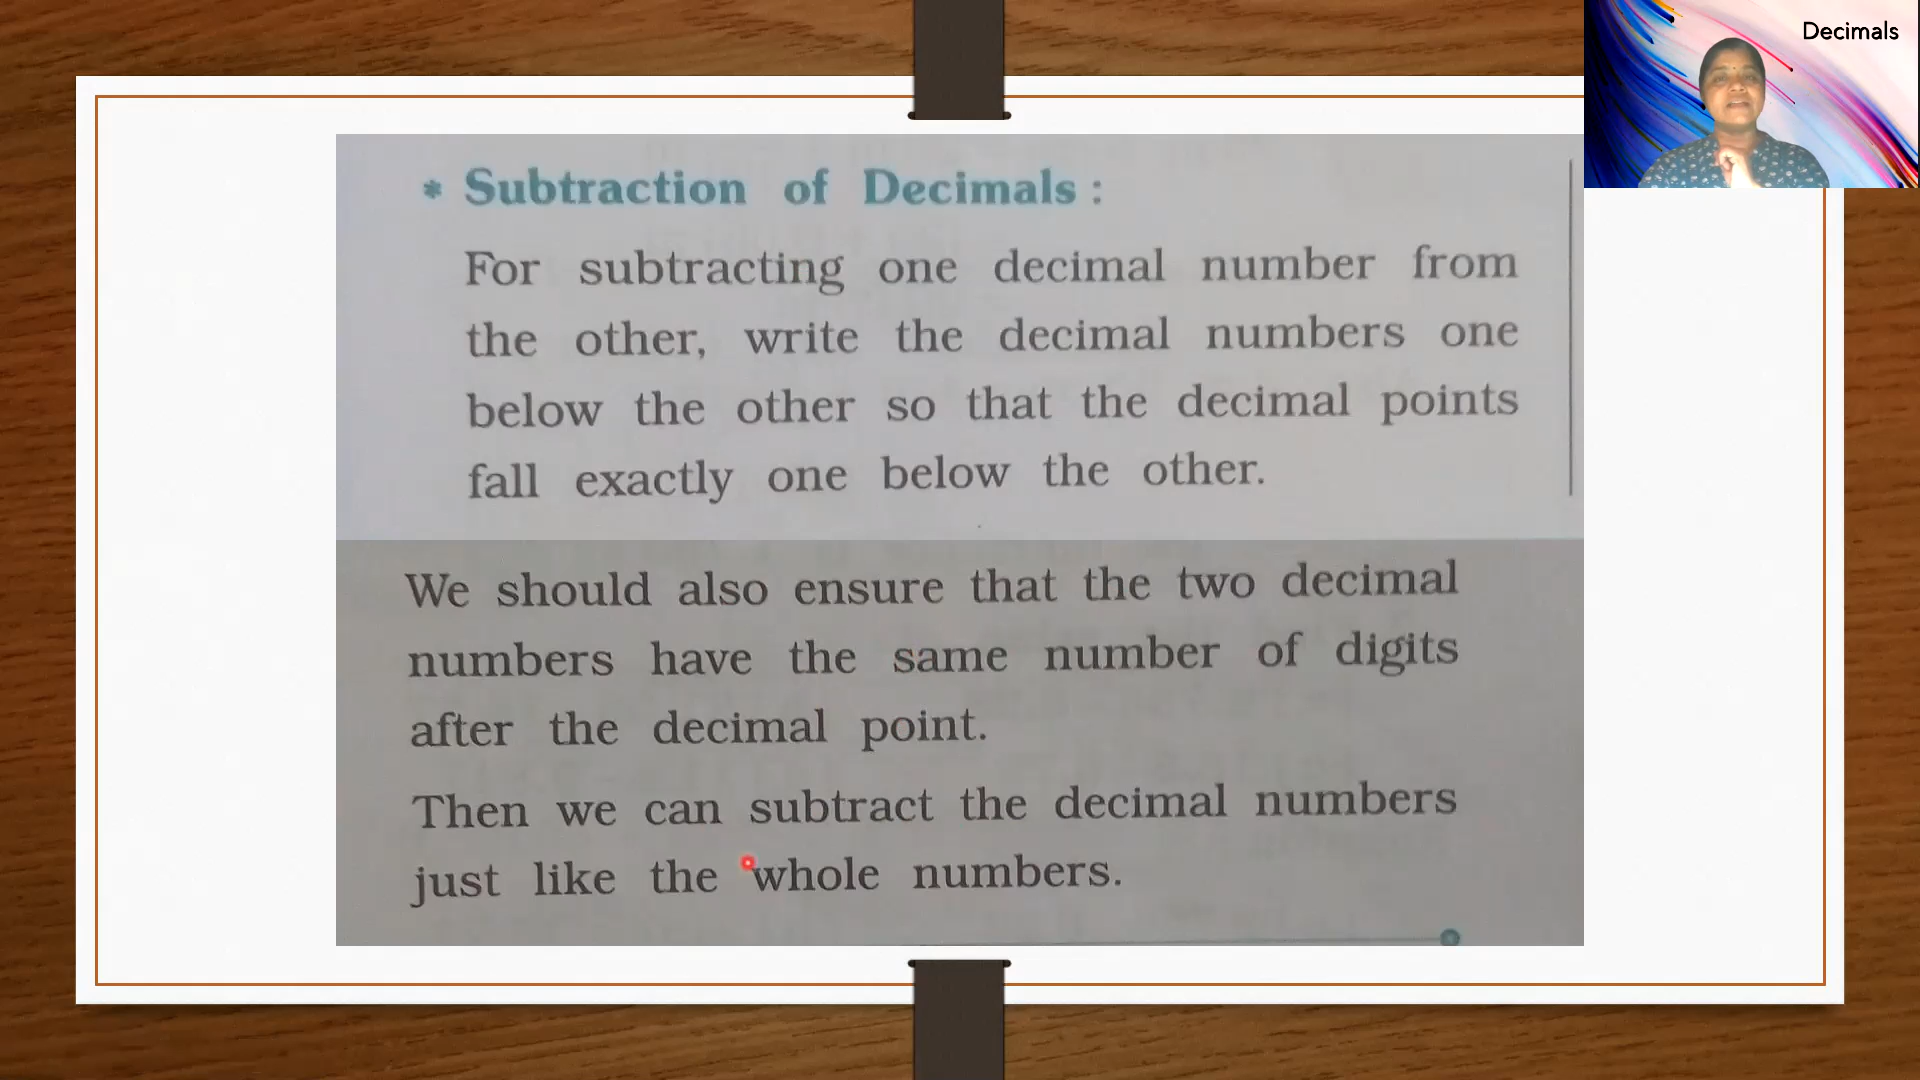 Decimals
* Subtraction of Decimals :
For subtracting one decimal number from
the other, write the decimal numbers one
below the other so that the decimal points
fall exactly one below the other.
We should also ensure that the two decimal
numbers have the same number of digits
after the decimal point.
Then we can subtract the decimal numbers
just like the whole numbers.